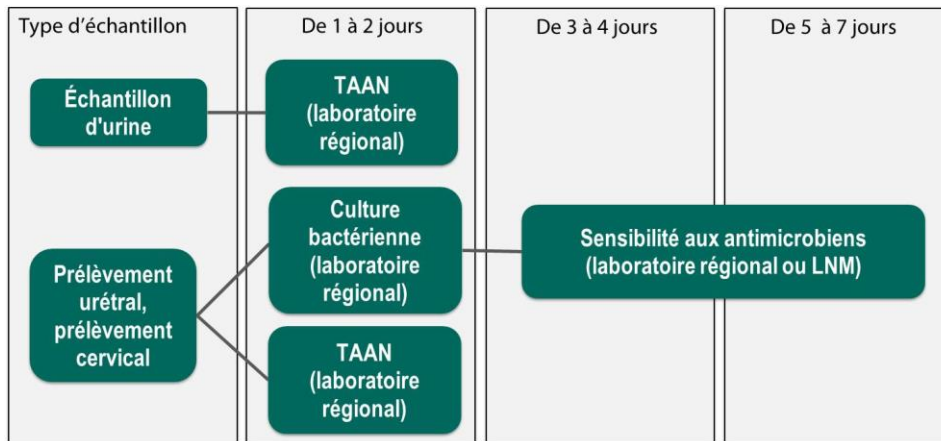 Type d’échantillon
De 1 à 2 jours
De 3 à 4 jours
De 5 à 7 jours
Échantillon
d'urine
TAAN
(laboratoire
régional)
Prélèvement
urétral,
prélèvement
cervical
Culture
bactérienne
(laboratoire
régional)
TAAN
(laboratoire
régional)
Sensibilité aux antimicrobiens
(laboratoire régional ou LNM)